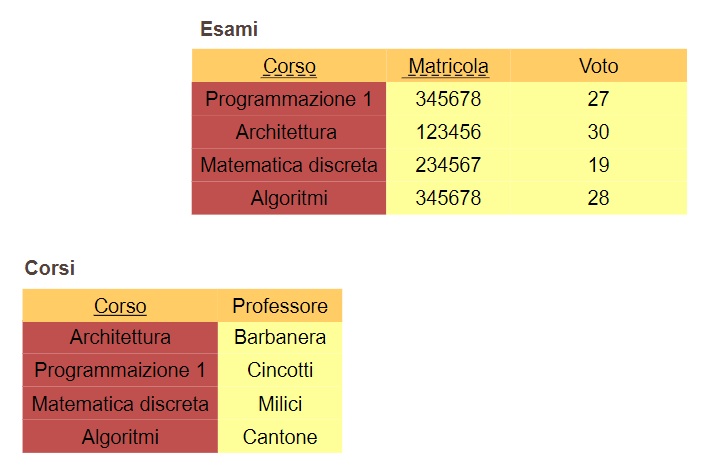 Esami
Corso Matricola Voto
Programmazione 1 345678 27
Architettura 123456 30
Matematica discreta 234567 19
Algoritmi 345678 28
Corsi
Corso Professore
Architettura Barbanera
Programmaizione 1 Cincotti
Matematica discreta Milici
Algoritmi Cantone